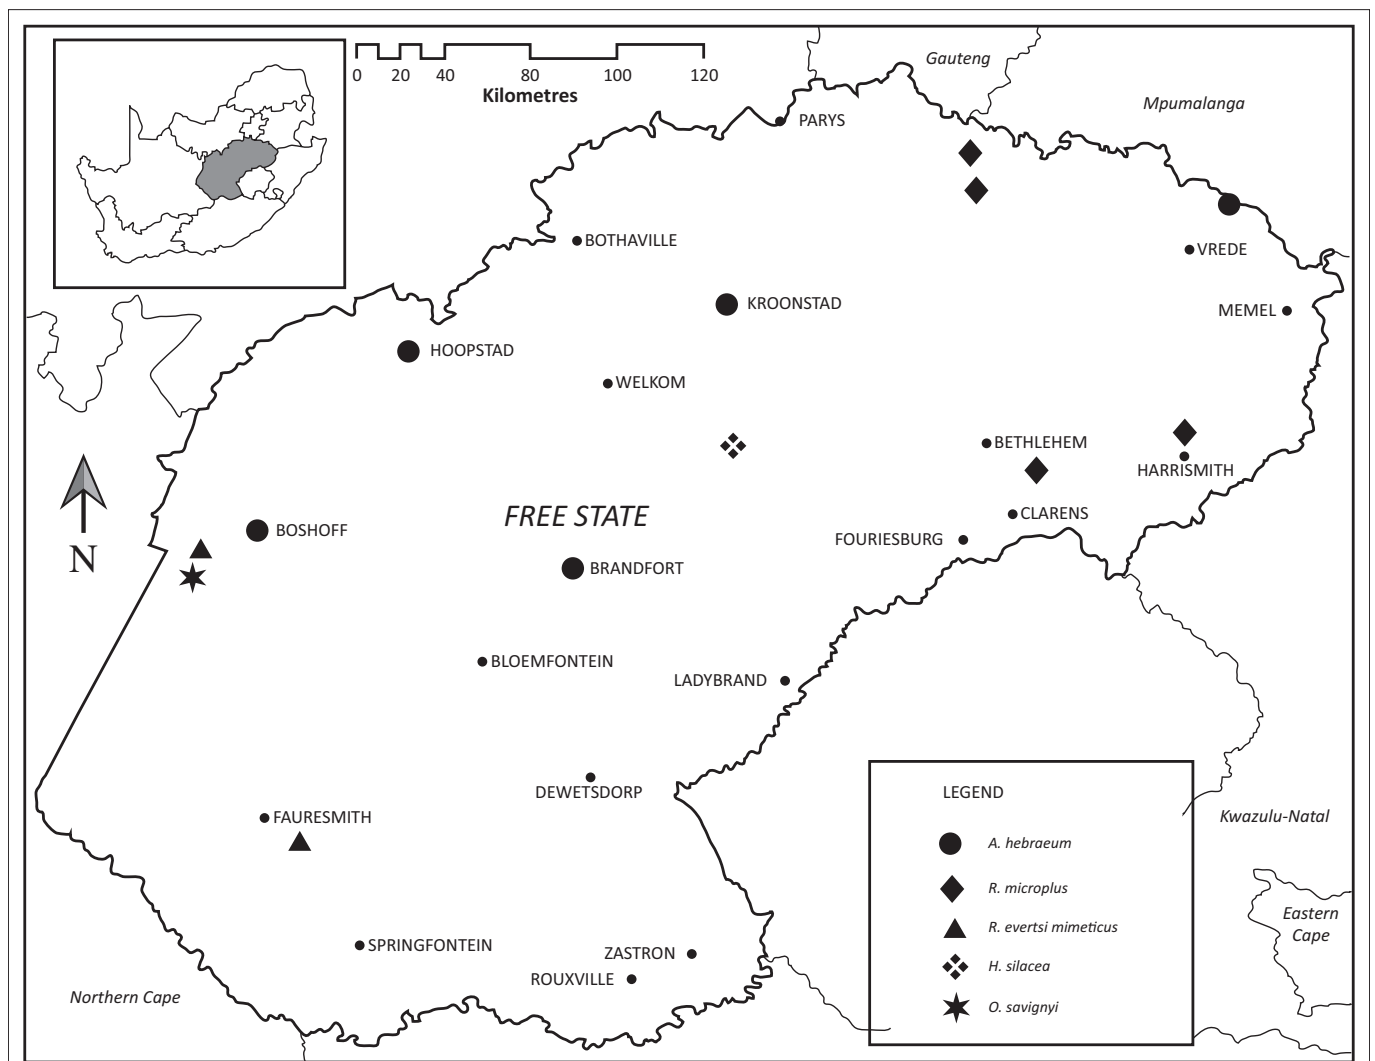 Gauteng
Mpumalanga
0 20 40 80 100 120
Kilometres
PARYS
BOTHAVILLE
VREDE
KROONSTAD
MEMEL
HOOPSTAD
WELKOM
BETHLEHEM
HARRISMITH
FREE STATE
CLARENS
BOSHOFF
FOURIESBURG
N
BRANDFORT
BLOEMFONTEIN
LADYBRAND
DEWETSDORP
LEGEND
FAURESMITH
Kwazulu-Natal
A. hebraeum
R. microplus
Eastern
Cape
R. evertsi mimeticus
SPRINGFONTEIN
ZASTRON
H. silacea
ROUXVILLE
Northern Cape
O. savignyi